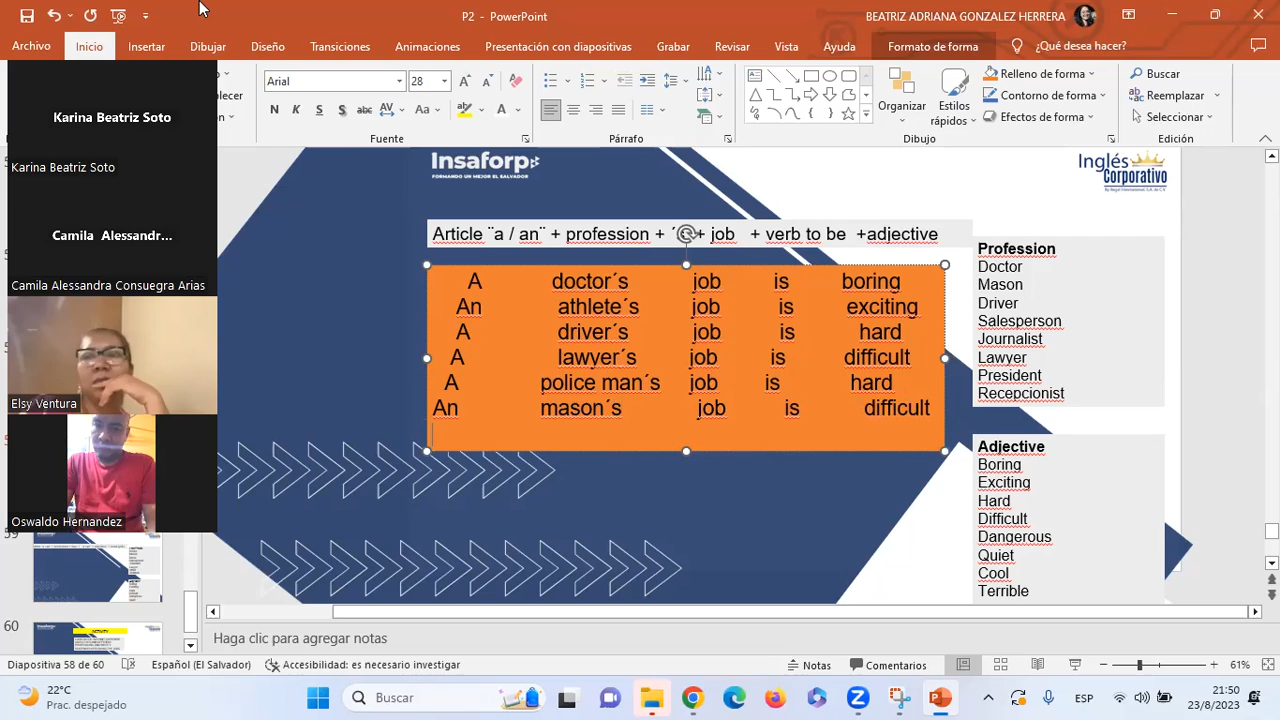 P2 - PowerPoint
BEATRIZ ADRIANA GONZALEZ HERRERA
Archivo Inicio Insertar Dibujar Diseño Transiciones Animaciones Presentación con diapositivas Grabar Revisar Vista Ayuda Formato de forma ¿Qué desea hacer?
Arial 28
N K S abc AV Aa A
Fuente
Párrafo
Organizar
Estilos rápidos
Relleno de forma
Contorno de forma
Efectos de forma
Dibujo
Buscar
Reemplazar
Seleccionar
Edición
Karina Beatriz Soto
Karina Beatriz Soto
Camila Alessandr...
Camila Alessandra Consuegra Arias
Elsy Ventura
Oswaldo Hernandez
Insaforp
FORMANDO UN MEJOR EL SALVADOR
Inglés
Corporativo
Article ¨a / an¨ + profession + ´ + job + verb to be +adjective
A doctor´s job is boring
An athlete´s job is exciting
A driver´s job is hard
A lawyer´s job is difficult
A police man´s job is hard
An mason´s job is difficult
Profession
Doctor
Mason
Driver
Salesperson
Journalist
Lawyer
President
Recepcionist
Adjective
Boring
Exciting
Hard
Difficult
Dangerous
Quiet
Cool
Terrible
59
60
Haga clic para agregar notas
Diapositiva 58 de 60 Español (El Salvador) Accesibilidad: es necesario investigar Notas Comentarios 61%
22°C
Prac. despejado
Buscar
ESP
21:50
23/8/2023